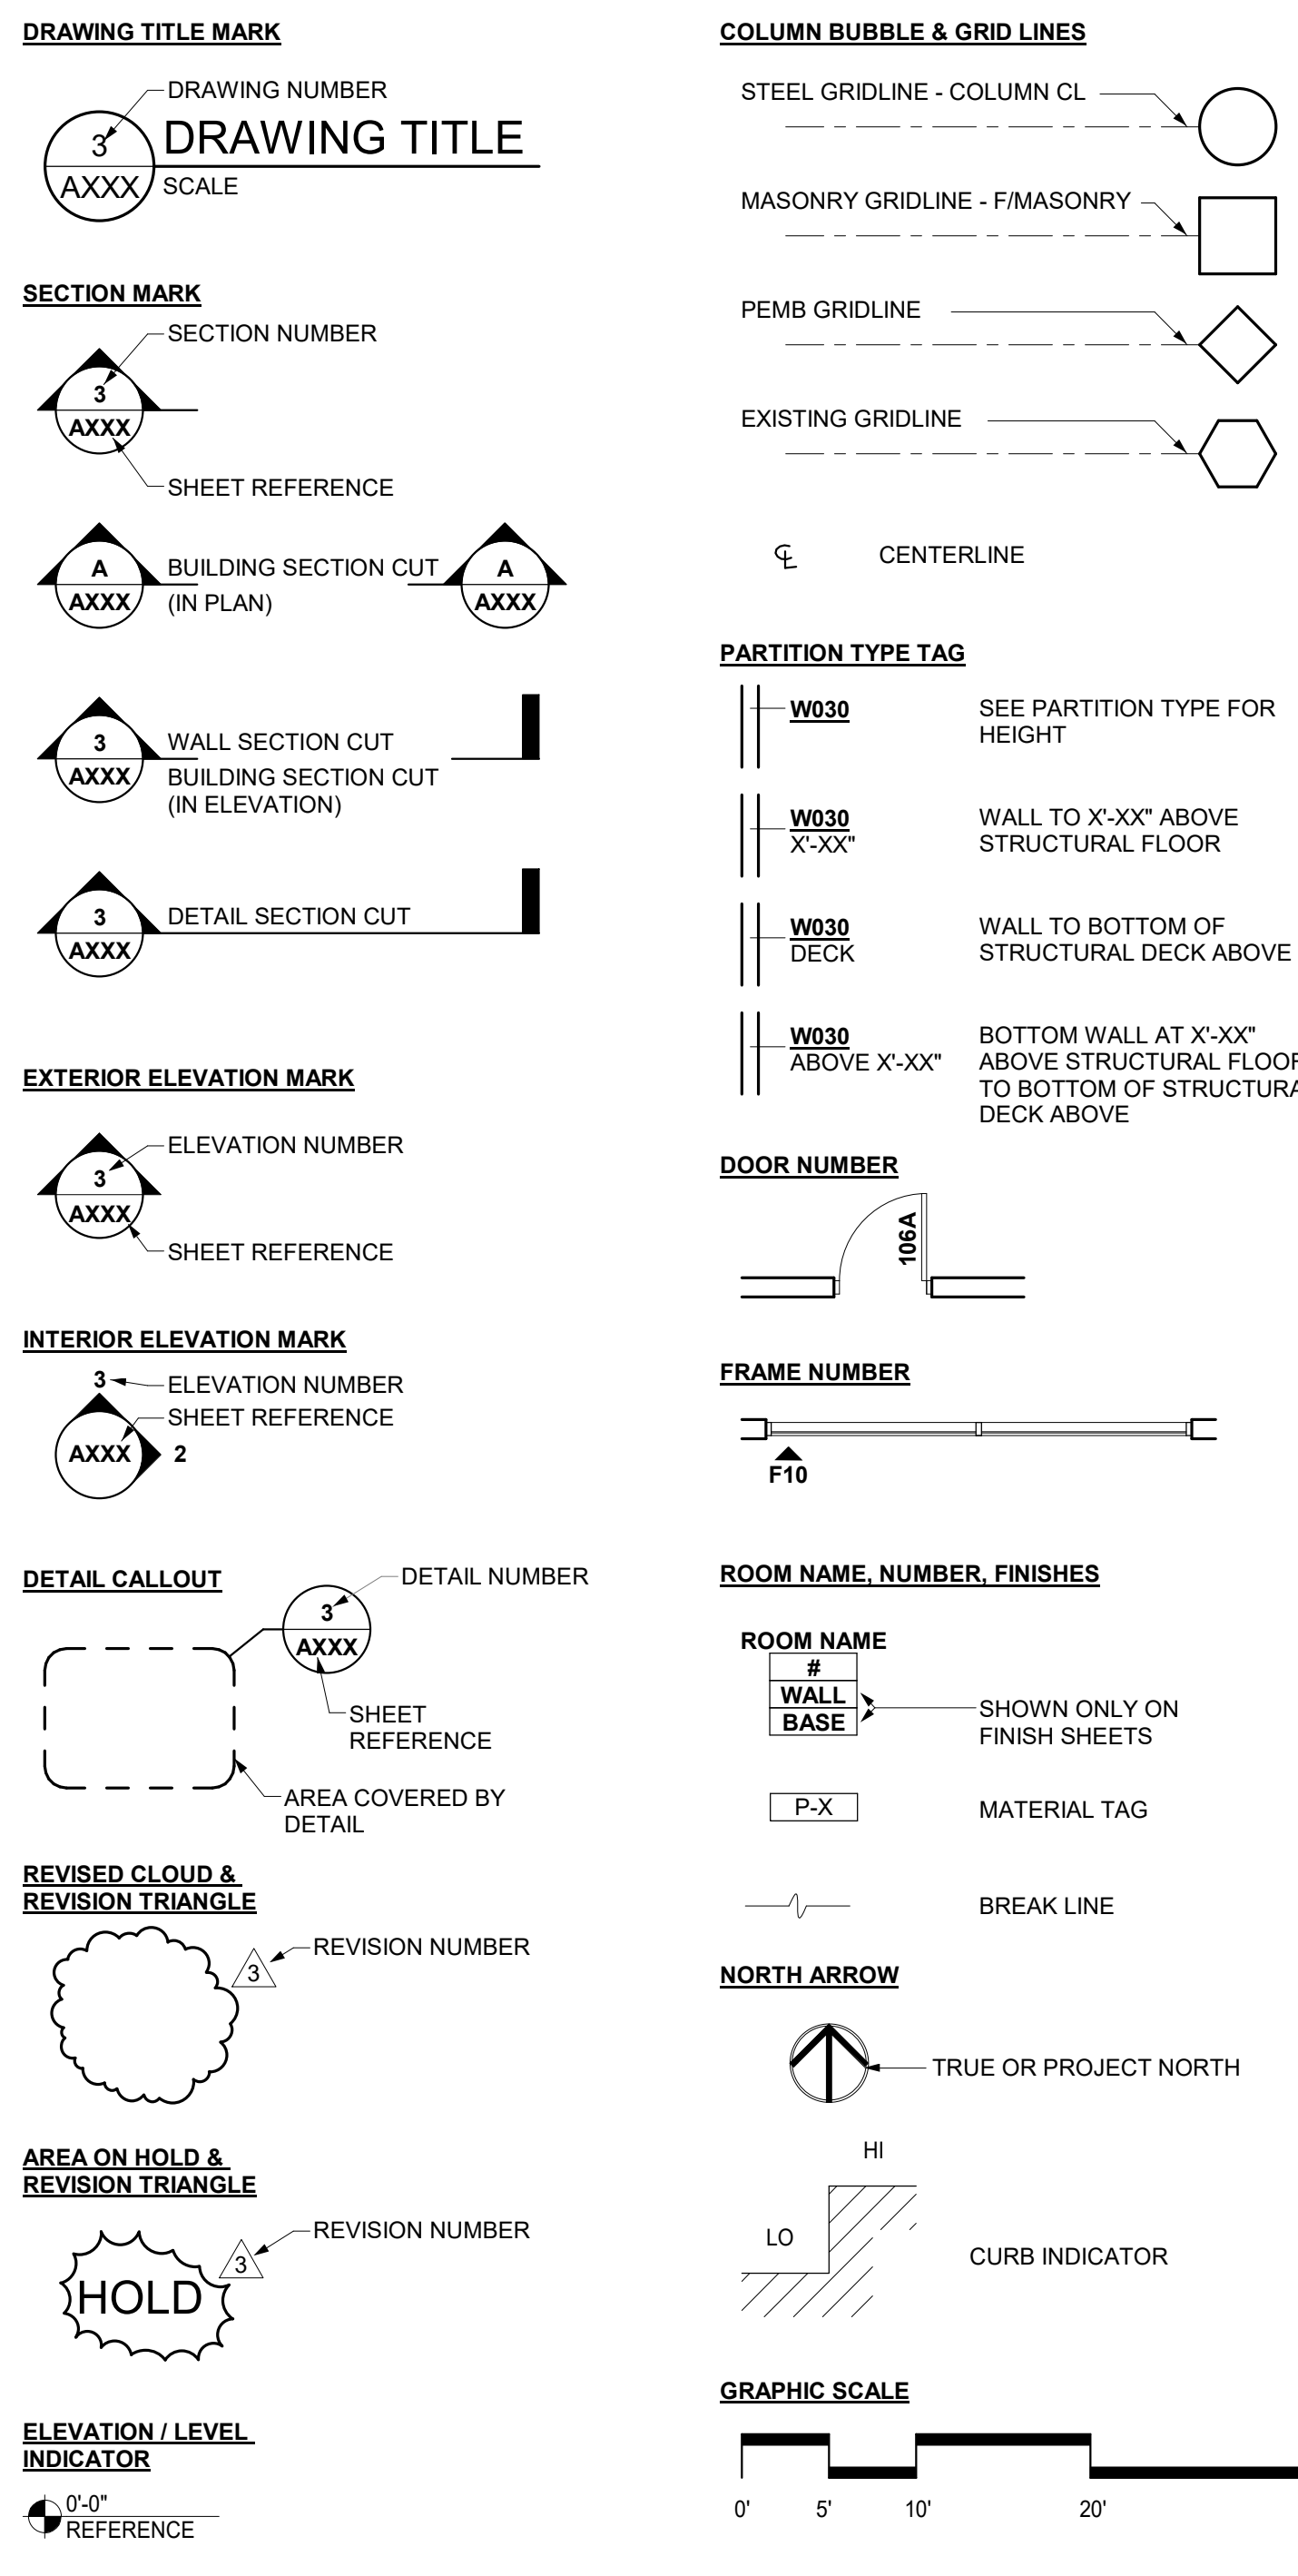 DRAWING TITLE MARK
DRAWING NUMBER
3
DRAWING TITLE
AXXX
SCALE
SECTION MARK
SECTION NUMBER
3
AXXX
SHEET REFERENCE
A
AXXX
BUILDING SECTION CUT
(IN PLAN)
A
AXXX
3
AXXX
WALL SECTION CUT
BUILDING SECTION CUT
(IN ELEVATION)
3
AXXX
DETAIL SECTION CUT
EXTERIOR ELEVATION MARK
ELEVATION NUMBER
3
AXXX
SHEET REFERENCE
INTERIOR ELEVATION MARK
3
ELEVATION NUMBER
SHEET REFERENCE
AXXX
2
DETAIL CALLOUT
DETAIL NUMBER
3
AXXX
SHEET
REFERENCE
AREA COVERED BY
DETAIL
REVISED CLOUD &
REVISION TRIANGLE
REVISION NUMBER
3
AREA ON HOLD &
REVISION TRIANGLE
REVISION NUMBER
3
HOLD
ELEVATION / LEVEL
INDICATOR
0'-0"
REFERENCE
COLUMN BUBBLE & GRID LINES
STEEL GRIDLINE - COLUMN CL
MASONRY GRIDLINE - F/MASONRY
PEMB GRIDLINE
EXISTING GRIDLINE
℄ CENTERLINE
PARTITION TYPE TAG
W030
SEE PARTITION TYPE FOR
HEIGHT
W030
X'-XX"
WALL TO X'-XX" ABOVE
STRUCTURAL FLOOR
W030
DECK
WALL TO BOTTOM OF
STRUCTURAL DECK ABOVE
W030
ABOVE X'-XX"
BOTTOM WALL AT X'-XX"
ABOVE STRUCTURAL FLOOR
TO BOTTOM OF STRUCTURA
DECK ABOVE
DOOR NUMBER
106A
FRAME NUMBER
F10
ROOM NAME, NUMBER, FINISHES
ROOM NAME
#
WALL
BASE
SHOWN ONLY ON
FINISH SHEETS
P-X
MATERIAL TAG
BREAK LINE
NORTH ARROW
TRUE OR PROJECT NORTH
HI
LO
CURB INDICATOR
GRAPHIC SCALE
0' 5' 10' 20'